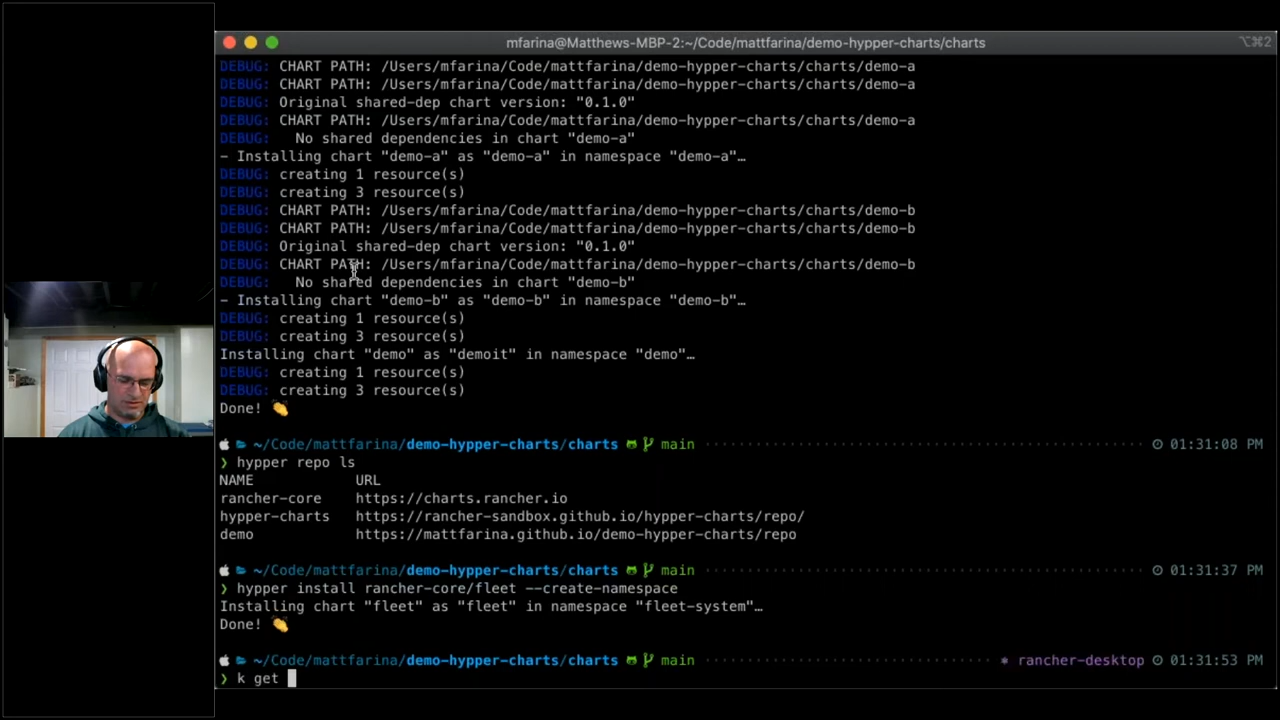 mfarina@Matthews-MBP-2:~/Code/mattfarina/demo-hypper-charts/charts ⌥⌘2
DEBUG: CHART PATH: /Users/mfarina/Code/mattfarina/demo-hypper-charts/charts/demo-a
DEBUG: CHART PATH: /Users/mfarina/Code/mattfarina/demo-hypper-charts/charts/demo-a
DEBUG: Original shared-dep chart version: "0.1.0"
DEBUG: CHART PATH: /Users/mfarina/Code/mattfarina/demo-hypper-charts/charts/demo-a
DEBUG:   No shared dependencies in chart "demo-a"
- Installing chart "demo-a" as "demo-a" in namespace "demo-a"…
DEBUG: creating 1 resource(s)
DEBUG: creating 3 resource(s)
DEBUG: CHART PATH: /Users/mfarina/Code/mattfarina/demo-hypper-charts/charts/demo-b
DEBUG: CHART PATH: /Users/mfarina/Code/mattfarina/demo-hypper-charts/charts/demo-b
DEBUG: Original shared-dep chart version: "0.1.0"
DEBUG: CHART PATH: /Users/mfarina/Code/mattfarina/demo-hypper-charts/charts/demo-b
DEBUG:   No shared dependencies in chart "demo-b"
- Installing chart "demo-b" as "demo-b" in namespace "demo-b"…
DEBUG: creating 1 resource(s)
DEBUG: creating 3 resource(s)
Installing chart "demo" as "demoit" in namespace "demo"…
DEBUG: creating 1 resource(s)
DEBUG: creating 3 resource(s)
Done! 👏
~/Code/mattfarina/demo-hypper-charts/charts main 01:31:08 PM
❯ hypper repo ls
NAME URL
rancher-core https://charts.rancher.io
hypper-charts https://rancher-sandbox.github.io/hypper-charts/repo/
demo https://mattfarina.github.io/demo-hypper-charts/repo
~/Code/mattfarina/demo-hypper-charts/charts main 01:31:37 PM
❯ hypper install rancher-core/fleet --create-namespace
Installing chart "fleet" as "fleet" in namespace "fleet-system"…
Done! 👏
~/Code/mattfarina/demo-hypper-charts/charts main rancher-desktop 01:31:53 PM
❯ k get